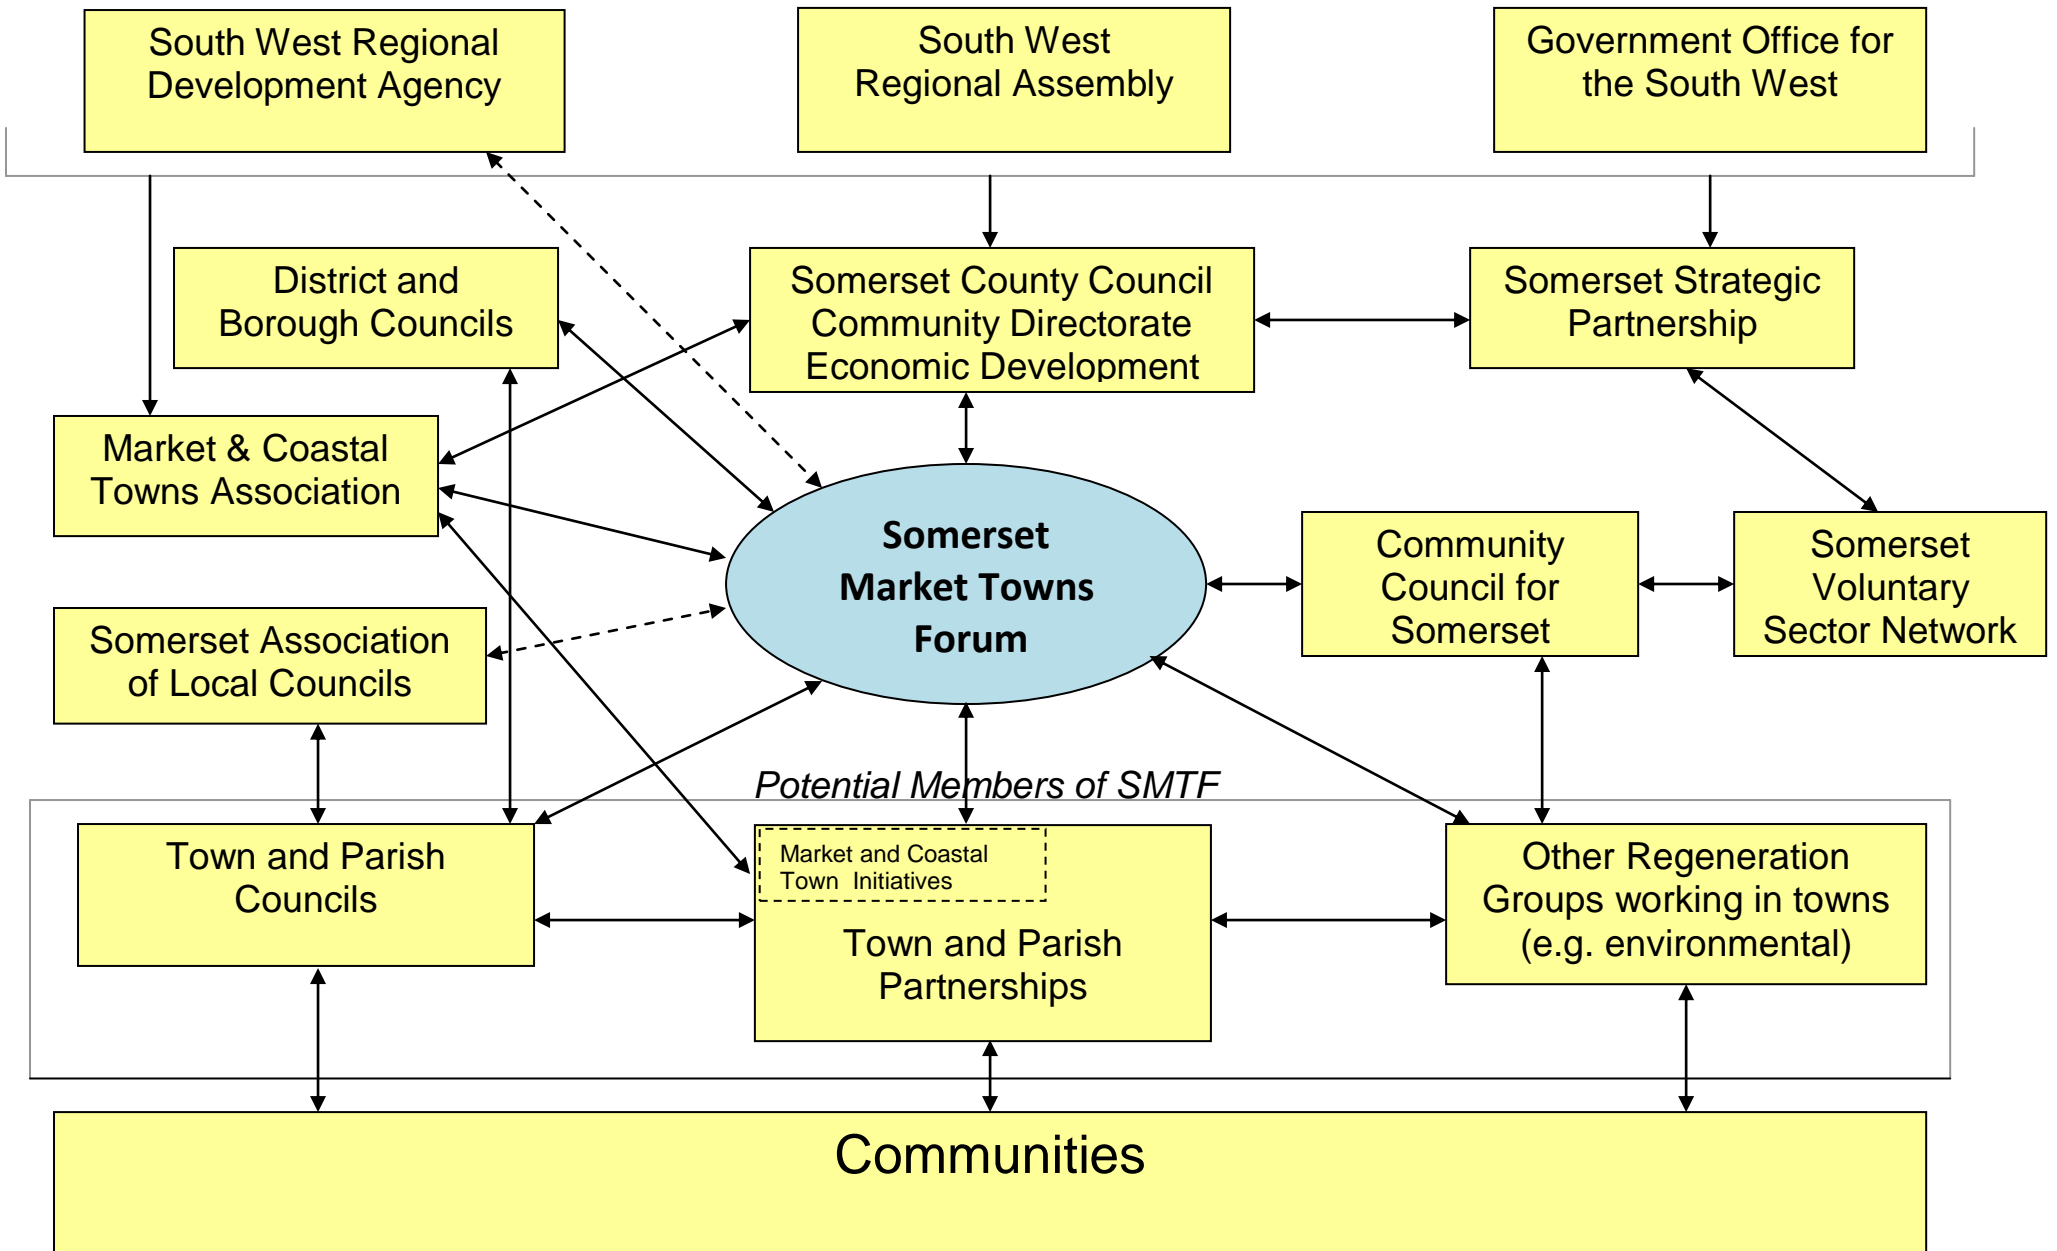 South West Regional
Development Agency
South West
Regional Assembly
Government Office for
the South West
District and
Borough Councils
Somerset County Council
Community Directorate
Economic Development
Somerset Strategic
Partnership
Market & Coastal
Towns Association
Somerset
Market Towns
Forum
Community
Council for
Somerset
Somerset
Voluntary
Sector Network
Somerset Association
of Local Councils
Potential Members of SMTF
Town and Parish
Councils
Market and Coastal
Town Initiatives
Town and Parish
Partnerships
Other Regeneration
Groups working in towns
(e.g. environmental)
Communities